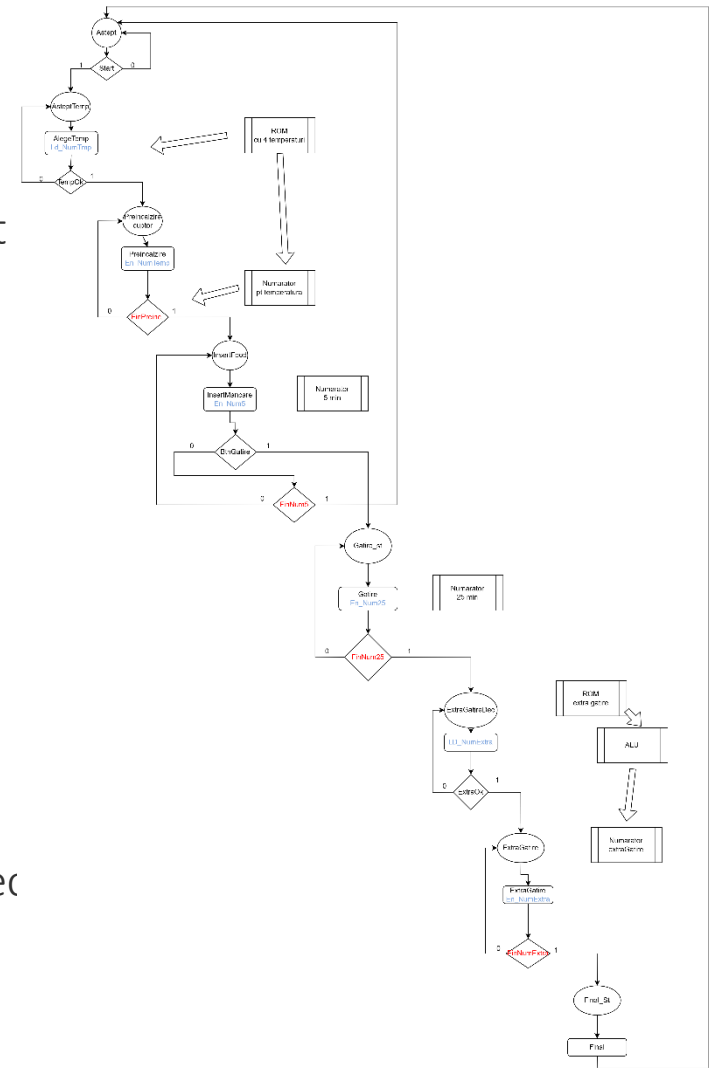 Astept
Start
1
0
AsteptTemp
AlegeTemp
Ld_NumTmp
TempOk
0
1
ROM
cu 4 temperaturi
Preincalzire
cuptor
Preincalzire
En_NumTemp
FinPreinc
0
1
Numarator
pt temperatura
InsertFood
InsertMancare
En_Num5
Numarator
5 min
BtnGatire
0
1
FinNum5
0
1
Gatire_st
Gatire
En_Num25
Numarator
25 min
FinNum25
0
1
ExtraGatireDec
LD_NumExtra
ExtraOk
0
1
ROM
extra gatire
ALU
Numarator
extraGatire
ExtraGatire
ExtraGatire
En_NumExtra
FinNumExtra
0
1
Final_St
Final